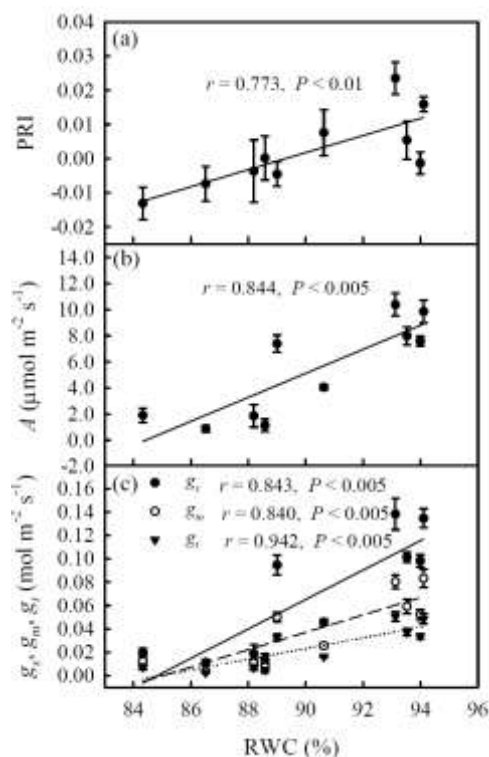 (a)
0.04
0.03
0.02
0.01
0.00
-0.01
-0.02
PRI
r = 0.773, P < 0.01
(b)
14.0
12.0
10.0
8.0
6.0
4.0
2.0
0.0
-2.0
A (μmol m⁻² s⁻¹)
r = 0.844, P < 0.005
(c)
0.16
0.14
0.12
0.10
0.08
0.06
0.04
0.02
0.00
gₛ, gₘ, gₜ (mol m⁻² s⁻¹)
gₛ r = 0.843, P < 0.005
gₘ r = 0.840, P < 0.005
gₜ r = 0.942, P < 0.005
84 86 88 90 92 94 96
RWC (%)